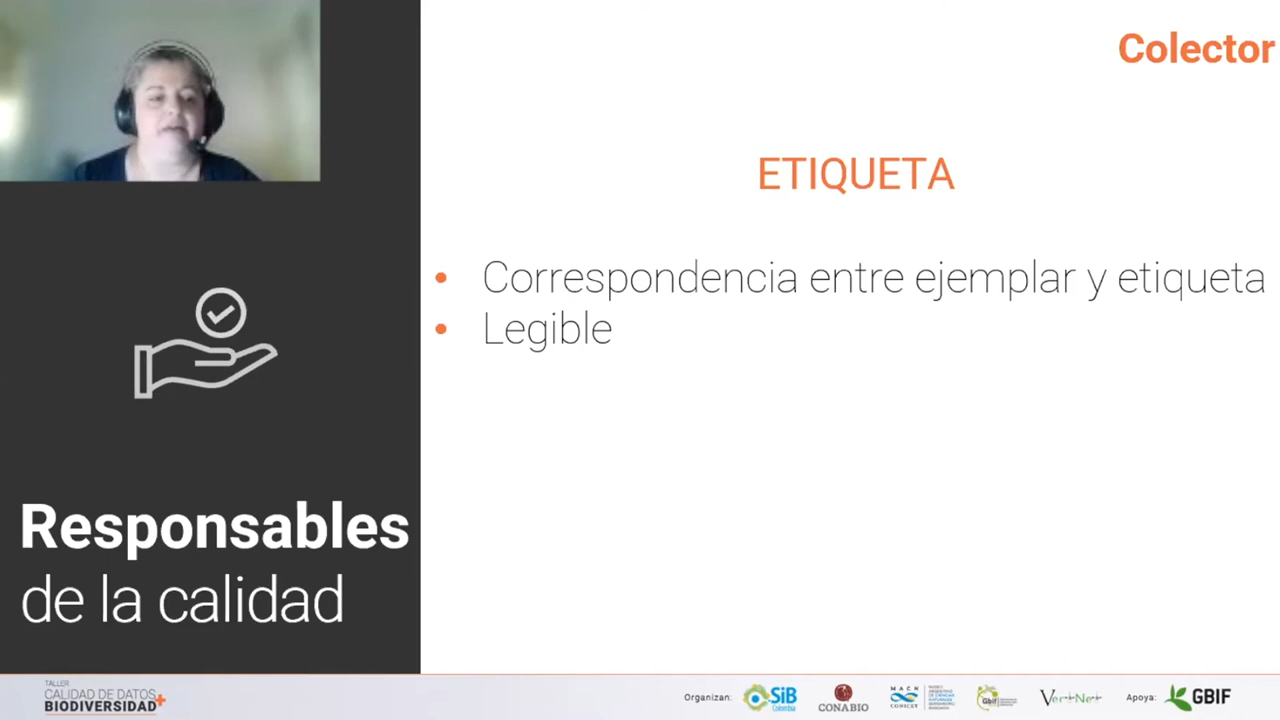 Colector
ETIQUETA
• Correspondencia entre ejemplar y etiqueta
• Legible
Responsables
de la calidad
TALLER
CALIDAD DE DATOS
BIODIVERSIDAD+
Organizan:
SiB
Colombia
CONABIO
MACN
CONICET
Gbif
VertNet
Apoya:
GBIF